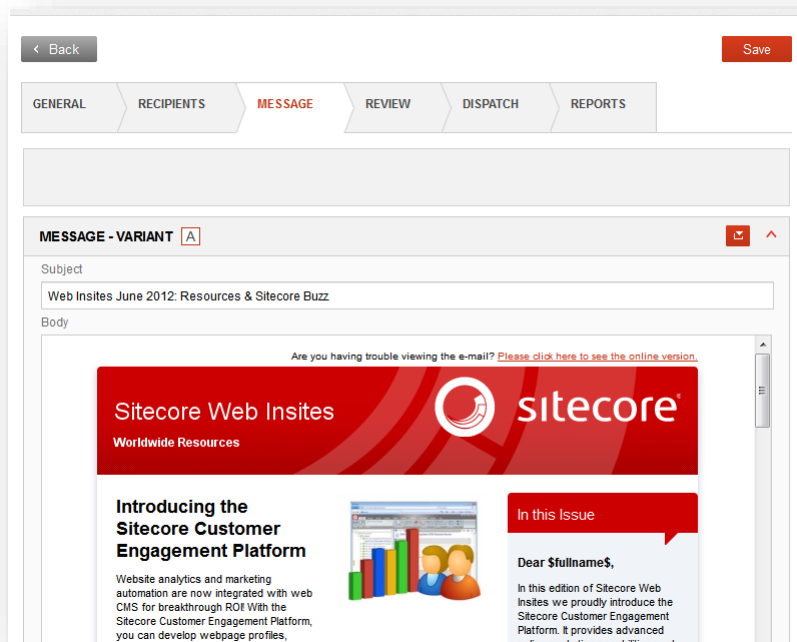 Back
Save
GENERAL
RECIPIENTS
MESSAGE
REVIEW
DISPATCH
REPORTS
MESSAGE - VARIANT A
Subject
Web Insites June 2012: Resources & Sitecore Buzz
Body
Are you having trouble viewing the e-mail? Please click here to see the online version.
Sitecore Web Insites
Worldwide Resources
sitecore
Introducing the
Sitecore Customer
Engagement Platform
Website analytics and marketing
automation are now integrated with web
CMS for breakthrough ROI! With the
Sitecore Customer Engagement Platform,
you can develop webpage profiles,
In this Issue
Dear $fullname$,
In this edition of Sitecore Web
Insites we proudly introduce the
Sitecore Customer Engagement
Platform. It provides advanced